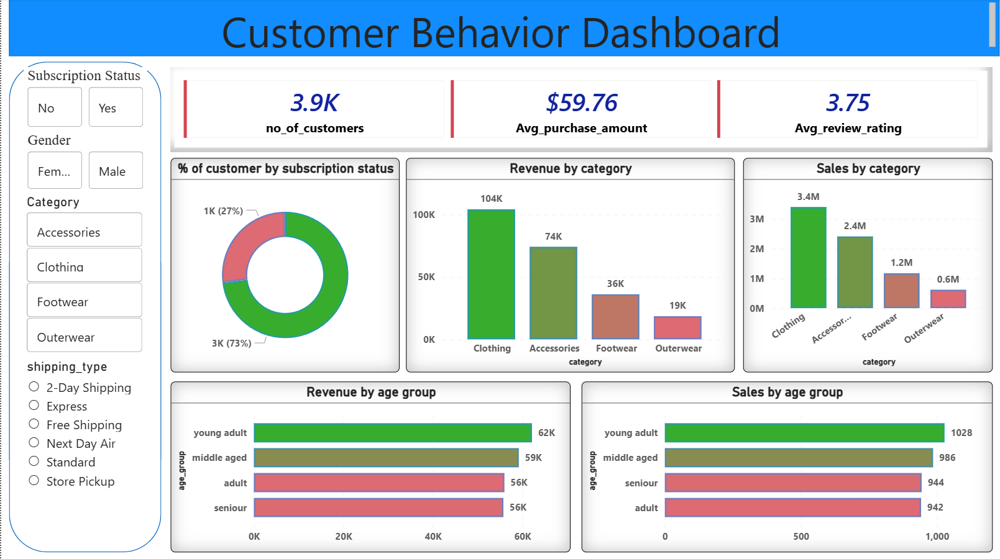 Customer Behavior Dashboard
Subscription Status
No
Yes
Gender
Fem...
Male
Category
Accessories
Clothing
Footwear
Outerwear
shipping_type
2-Day Shipping
Express
Free Shipping
Next Day Air
Standard
Store Pickup
3.9K
no_of_customers
$59.76
Avg_purchase_amount
3.75
Avg_review_rating
% of customer by subscription status
1K (27%)
3K (73%)
Revenue by category
100K
50K
0K
104K
74K
36K
19K
Clothing
Accessories
Footwear
Outerwear
category
Sales by category
3M
2M
1M
0M
3.4M
2.4M
1.2M
0.6M
Clothing
Accessor...
Footwear
Outerwear
category
Revenue by age group
age_group
young adult
62K
middle aged
59K
adult
56K
seniour
56K
0K
20K
40K
60K
Sales by age group
age_group
young adult
1028
middle aged
986
seniour
944
adult
942
0
500
1,000